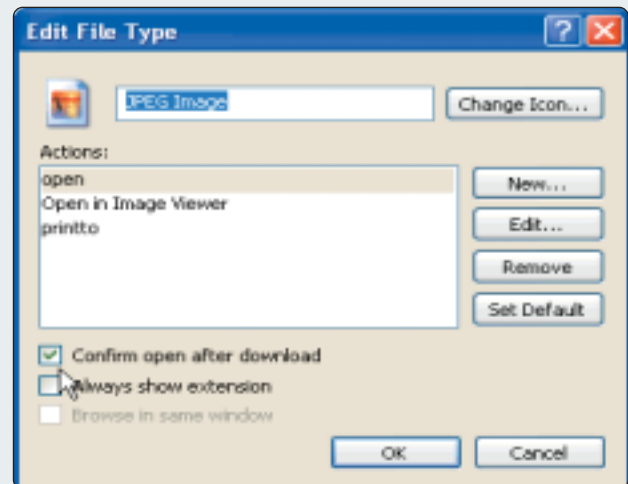 Edit File Type
JPEG Image
Change Icon...
Actions:
open
Open in Image Viewer
printto
New...
Edit...
Remove
Set Default
Confirm open after download
Always show extension
Browse in same window
OK
Cancel